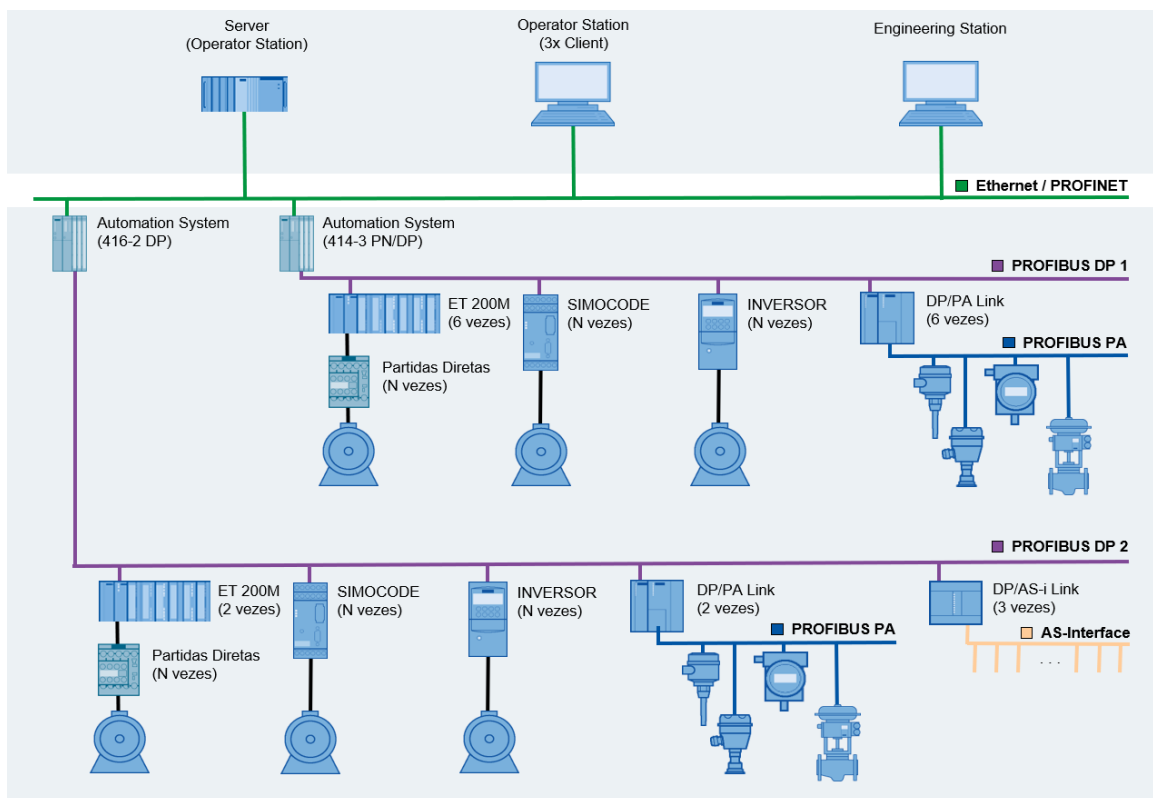 Server
(Operator Station)
Operator Station
(3x Client)
Engineering Station
Ethernet / PROFINET
Automation System
(416-2 DP)
Automation System
(414-3 PN/DP)
PROFIBUS DP 1
ET 200M
(6 vezes)
SIMOCODE
(N vezes)
INVERSOR
(N vezes)
DP/PA Link
(6 vezes)
PROFIBUS PA
Partidas Diretas
(N vezes)
PROFIBUS DP 2
ET 200M
(2 vezes)
SIMOCODE
(N vezes)
INVERSOR
(N vezes)
DP/PA Link
(2 vezes)
DP/AS-i Link
(3 vezes)
PROFIBUS PA
AS-Interface
Partidas Diretas
(N vezes)
. . .